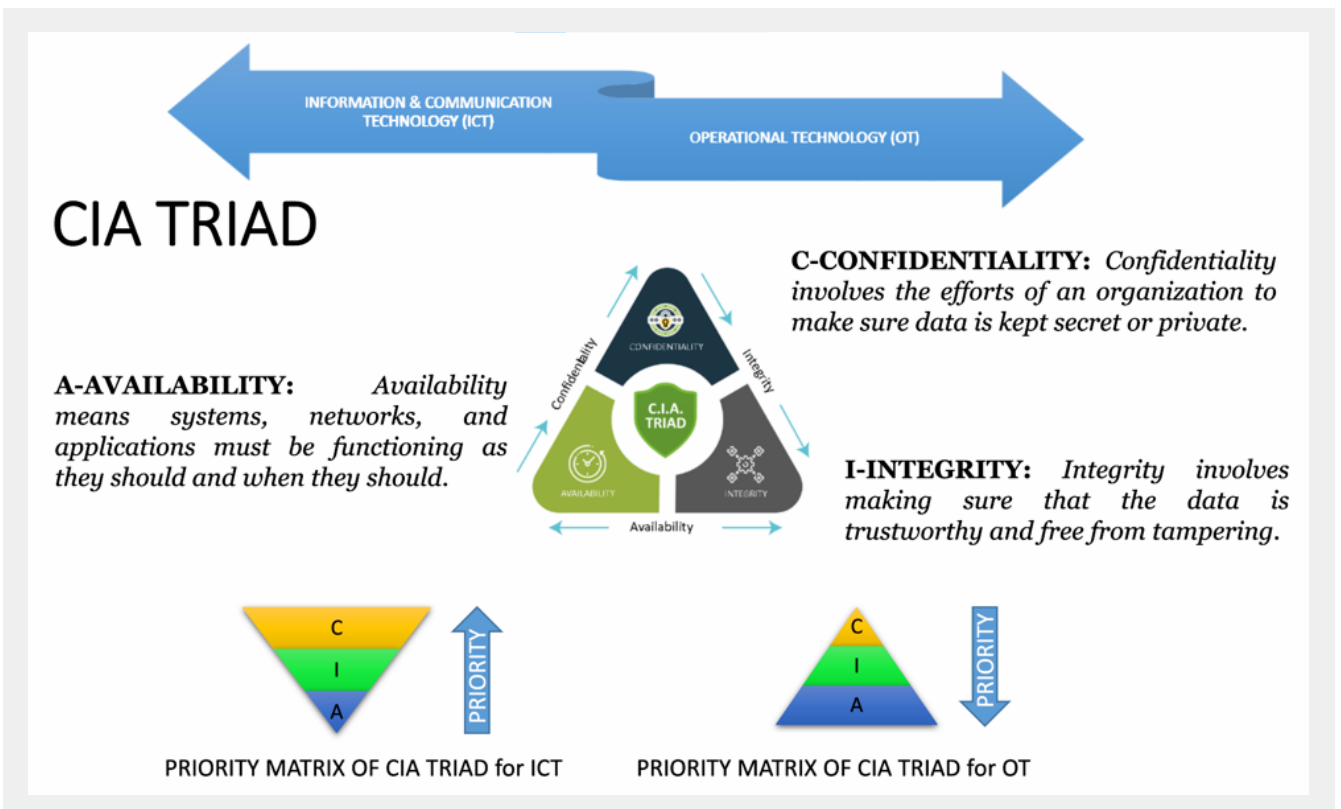 INFORMATION & COMMUNICATION
TECHNOLOGY (ICT)
OPERATIONAL TECHNOLOGY (OT)
CIA TRIAD
C-CONFIDENTIALITY: Confidentiality
involves the efforts of an organization to
make sure data is kept secret or private.
A-AVAILABILITY: Availability
means systems, networks, and
applications must be functioning as
they should and when they should.
CONFIDENTIALITY
Confidentiality
Integrity
C.I.A.
TRIAD
AVAILABILITY
INTEGRITY
Availability
I-INTEGRITY: Integrity involves
making sure that the data is
trustworthy and free from tampering.
C
I
A
PRIORITY
PRIORITY MATRIX OF CIA TRIAD for ICT
C
I
A
PRIORITY
PRIORITY MATRIX OF CIA TRIAD for OT